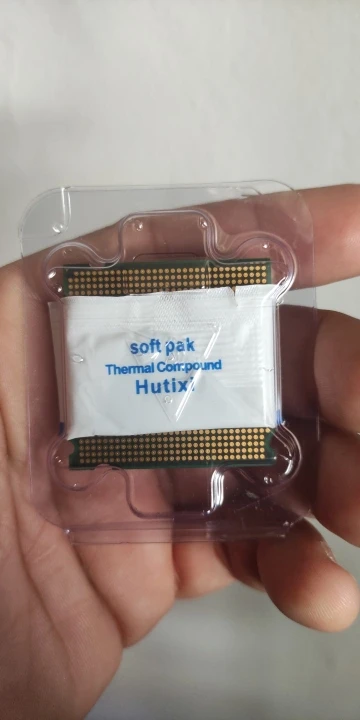 soft pak
Thermal Compound
Hutixi